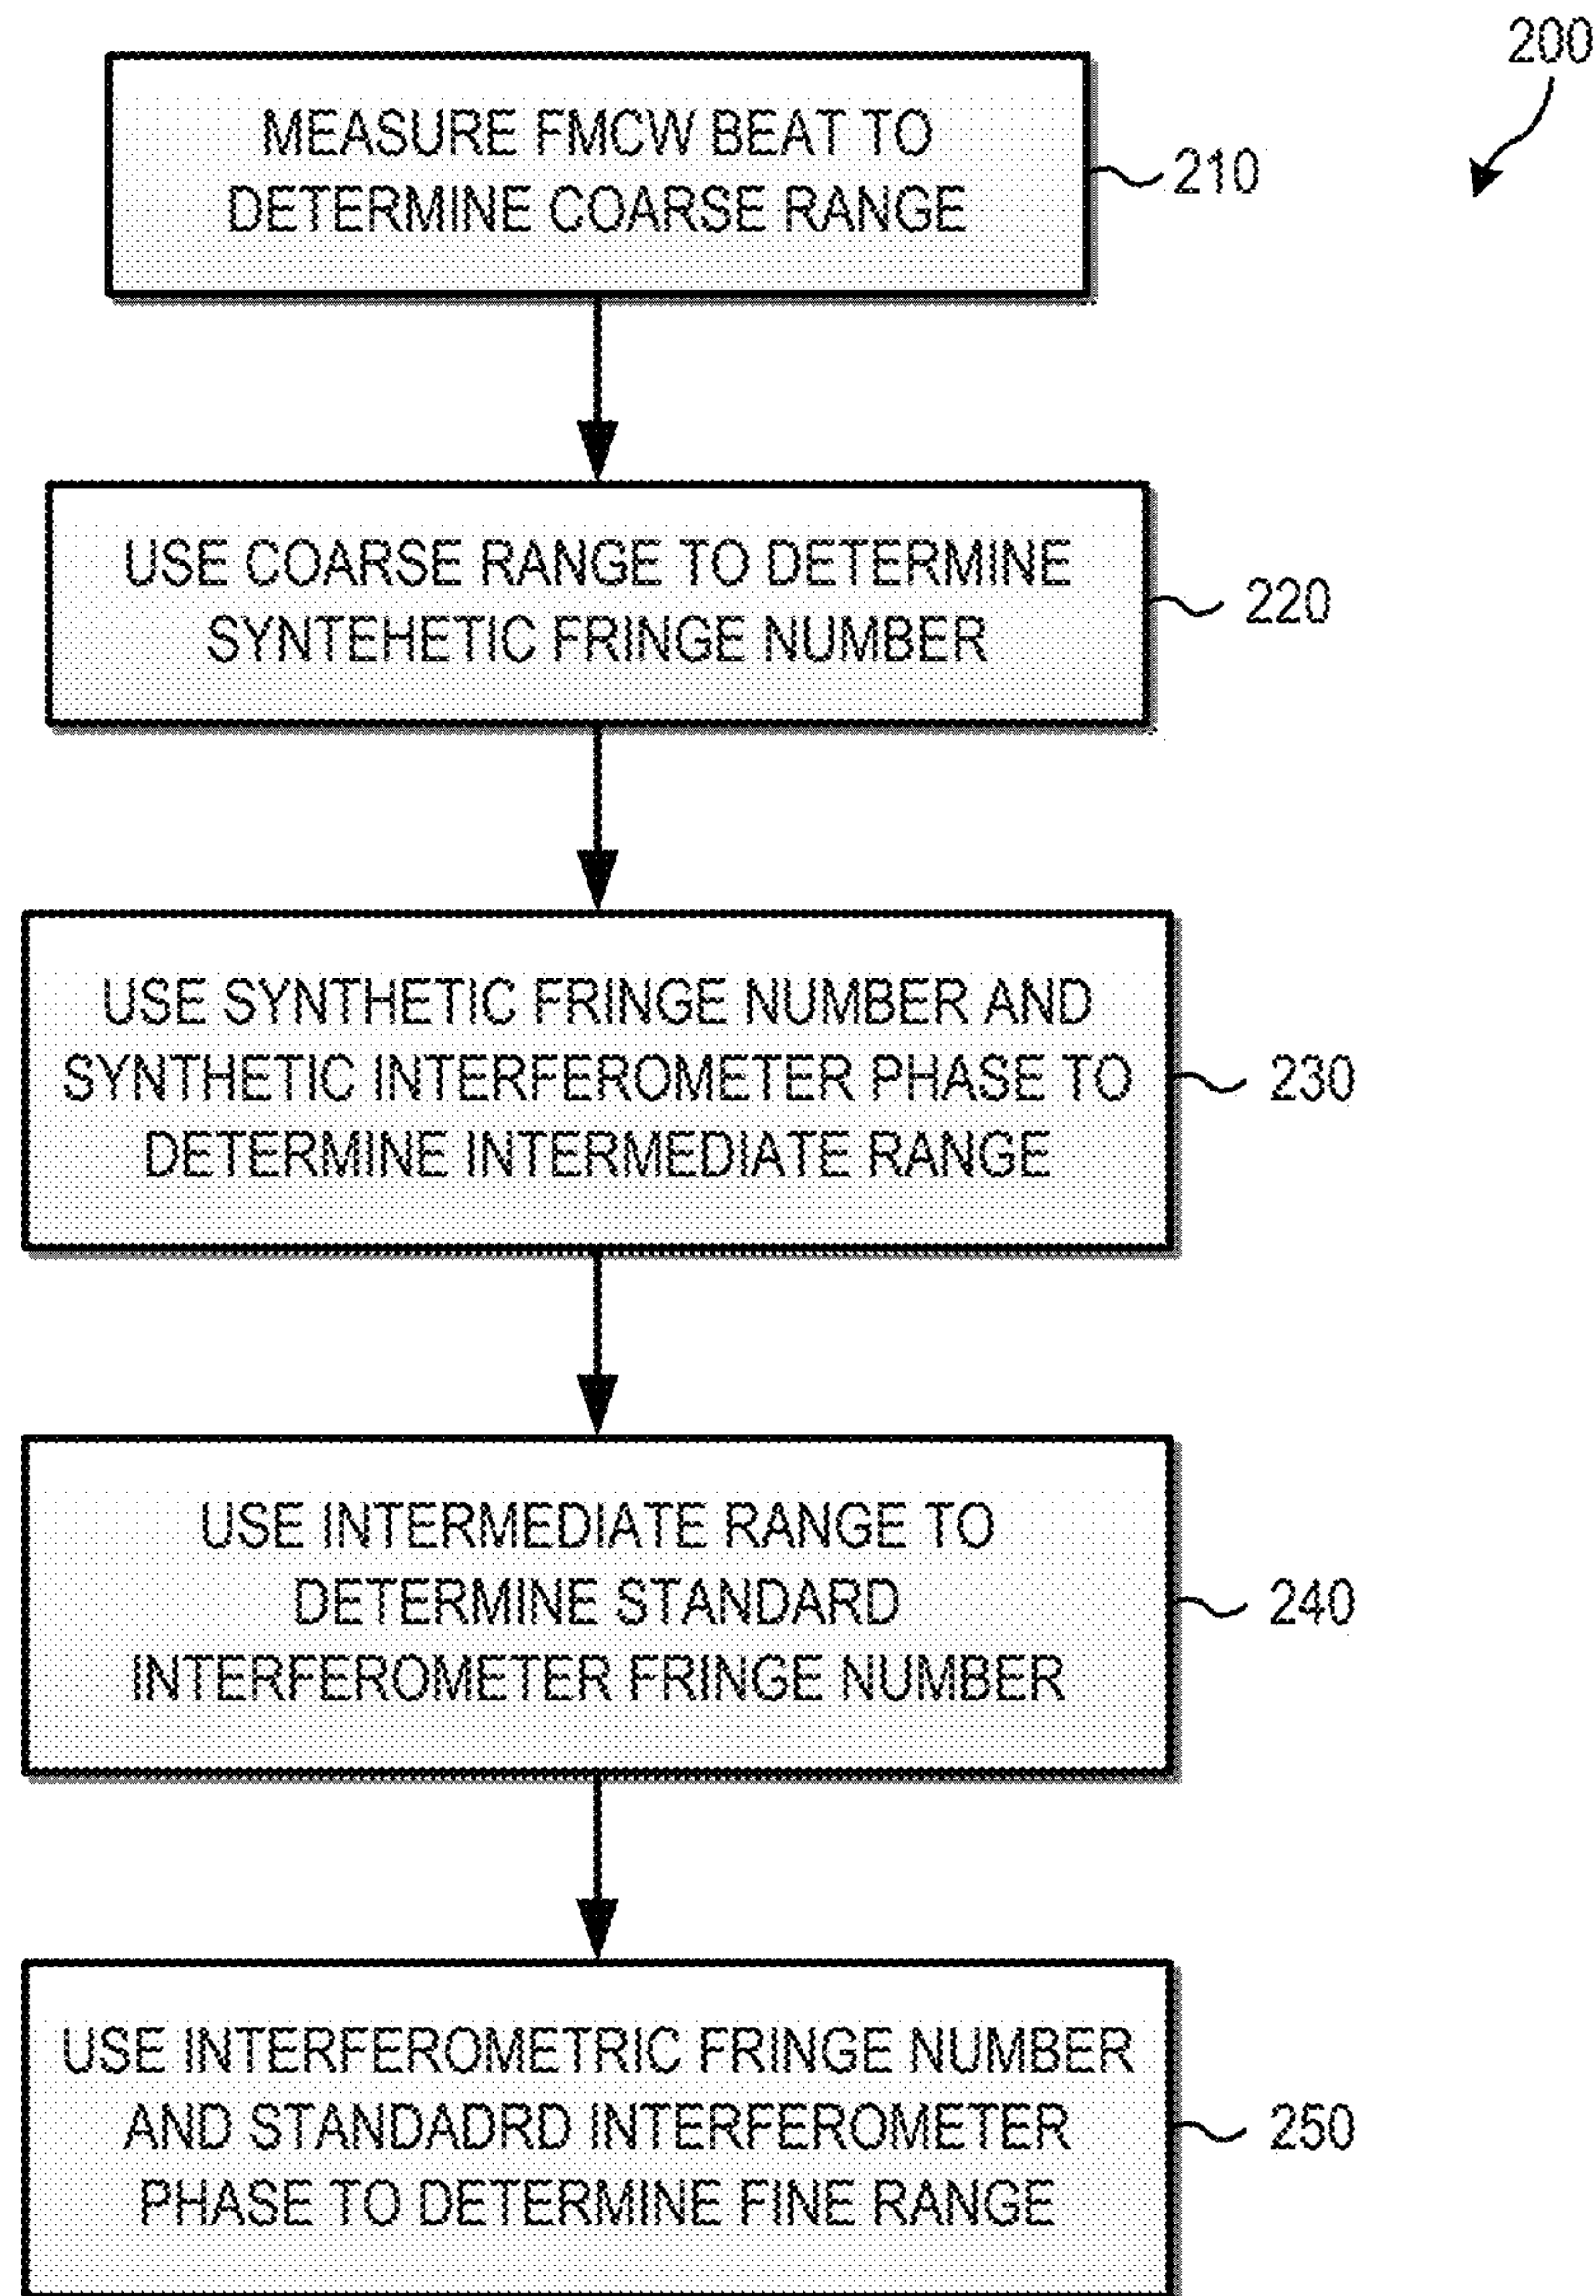 200
MEASURE FMCW BEAT TO
DETERMINE COARSE RANGE
210
USE COARSE RANGE TO DETERMINE
SYNTEHETIC FRINGE NUMBER
220
USE SYNTHETIC FRINGE NUMBER AND
SYNTHETIC INTERFEROMETER PHASE TO
DETERMINE INTERMEDIATE RANGE
230
USE INTERMEDIATE RANGE TO
DETERMINE STANDARD
INTERFEROMETER FRINGE NUMBER
240
USE INTERFEROMETRIC FRINGE NUMBER
AND STANDADRD INTERFEROMETER
PHASE TO DETERMINE FINE RANGE
250